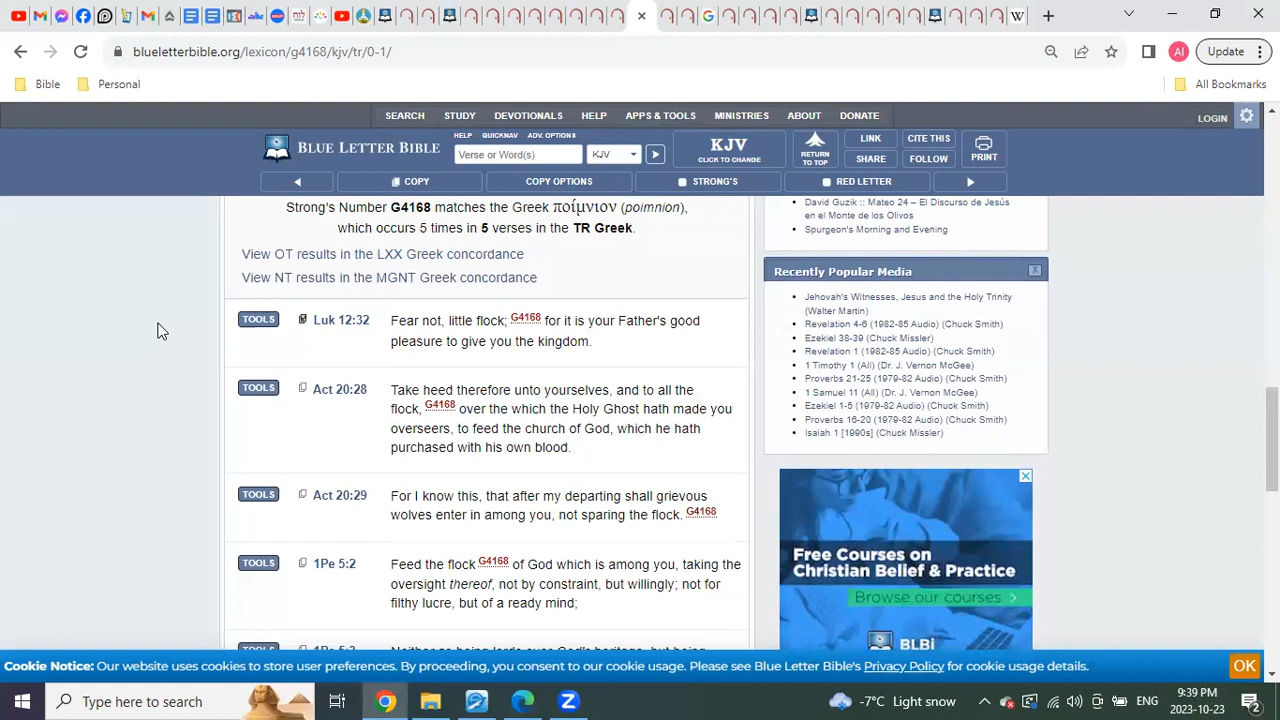 blueletterbible.org/lexicon/g4168/kjv/tr/0-1/
AI
Update
Bible
Personal
All Bookmarks
SEARCH STUDY DEVOTIONALS HELP APPS & TOOLS MINISTRIES ABOUT DONATE
LOGIN
BLUE LETTER BIBLE
HELP QUICKNAV ADV. OPTIONS
Verse or Word(s)
KJV
KJV
CLICK TO CHANGE
RETURN TO TOP
LINK
CITE THIS
SHARE
FOLLOW
PRINT
COPY
COPY OPTIONS
STRONG'S
RED LETTER
Strong's Number G4168 matches the Greek ποίμνιον (poimnion),
which occurs 5 times in 5 verses in the TR Greek.
View OT results in the LXX Greek concordance
View NT results in the MGNT Greek concordance
TOOLS Luk 12:32 Fear not, little flock; G4168 for it is your Father's good
pleasure to give you the kingdom.
TOOLS Act 20:28 Take heed therefore unto yourselves, and to all the
flock, G4168 over the which the Holy Ghost hath made you
overseers, to feed the church of God, which he hath
purchased with his own blood.
TOOLS Act 20:29 For I know this, that after my departing shall grievous
wolves enter in among you, not sparing the flock. G4168
TOOLS 1Pe 5:2 Feed the flock G4168 of God which is among you, taking the
oversight thereof, not by constraint, but willingly; not for
filthy lucre, but of a ready mind;
David Guzik :: Mateo 24 – El Discurso de Jesús
en el Monte de los Olivos
Spurgeon's Morning and Evening
Recently Popular Media
X
Jehovah's Witnesses, Jesus and the Holy Trinity
(Walter Martin)
Revelation 4-6 (1982-85 Audio) (Chuck Smith)
Ezekiel 38-39 (Chuck Missler)
Revelation 1 (1982-85 Audio) (Chuck Smith)
1 Timothy 1 (All) (Dr. J. Vernon McGee)
Proverbs 21-25 (1979-82 Audio) (Chuck Smith)
1 Samuel 11 (All) (Dr. J. Vernon McGee)
Ezekiel 1-5 (1979-82 Audio) (Chuck Smith)
Proverbs 16-20 (1979-82 Audio) (Chuck Smith)
Isaiah 1 [1990s] (Chuck Missler)
Free Courses on
Christian Belief & Practice
Browse our courses
BLBi
Cookie Notice: Our website uses cookies to store user preferences. By proceeding, you consent to our cookie usage. Please see Blue Letter Bible's Privacy Policy for cookie usage details.
OK
Type here to search
-7°C Light snow
ENG
9:39 PM
2023-10-23
2